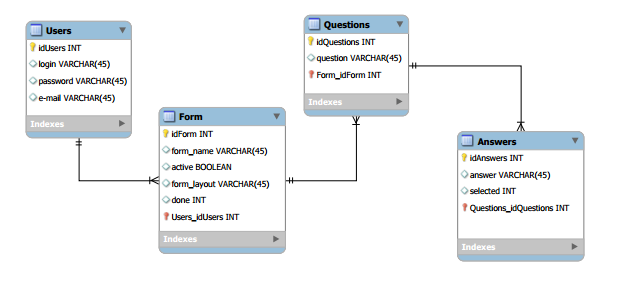 Users
idUsers INT
login VARCHAR(45)
password VARCHAR(45)
e-mail VARCHAR(45)
Indexes
Form
idForm INT
form_name VARCHAR(45)
active BOOLEAN
form_layout VARCHAR(45)
done INT
Users_idUsers INT
Indexes
Questions
idQuestions INT
question VARCHAR(45)
Form_idForm INT
Indexes
Answers
idAnswers INT
answer VARCHAR(45)
selected INT
Questions_idQuestions INT
Indexes